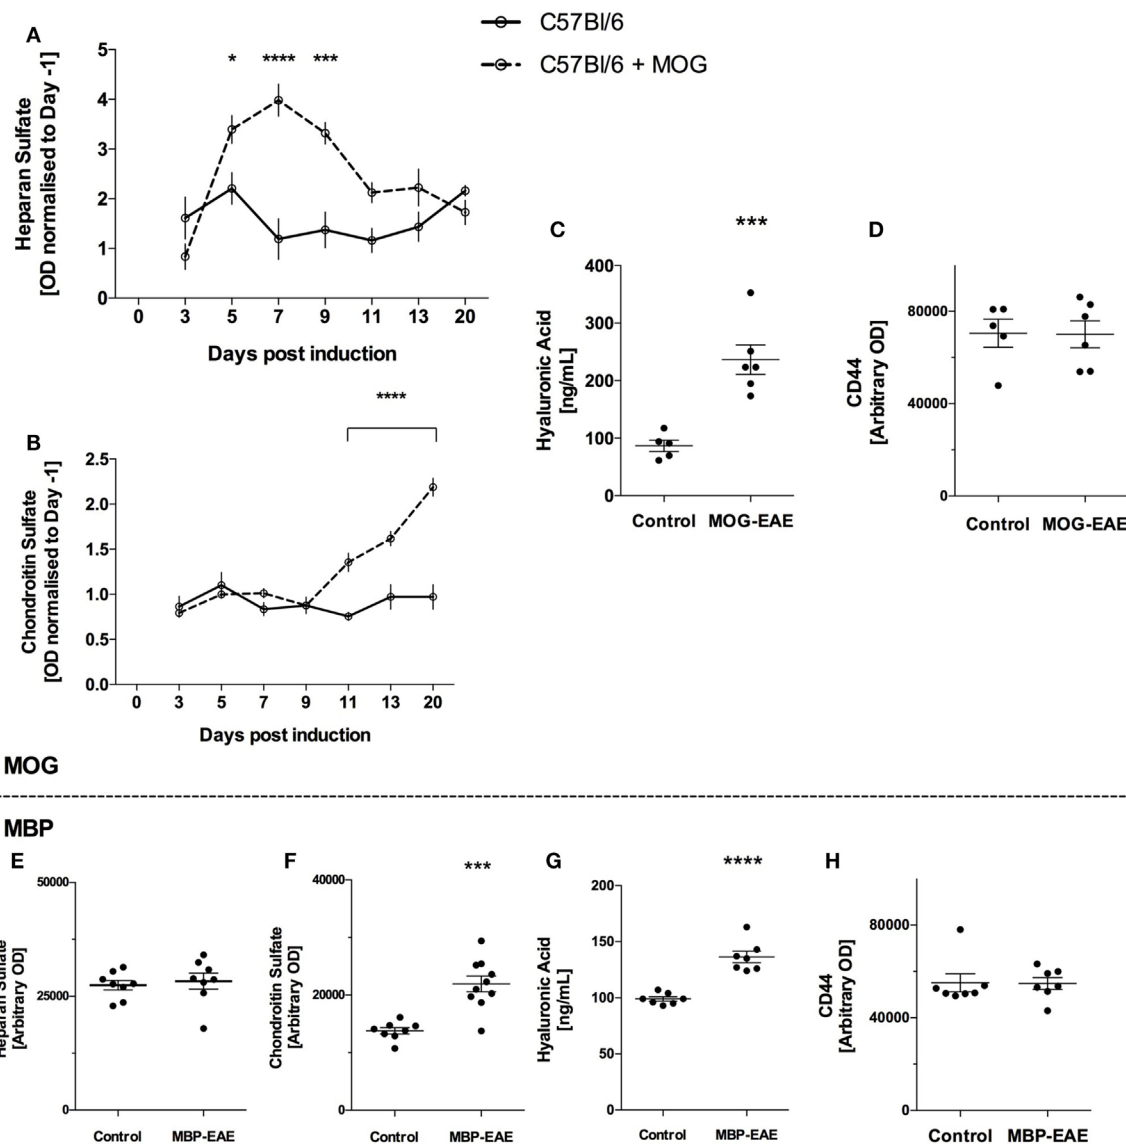 C57Bl/6
C57Bl/6 + MOG
A
Heparan Sulfate
[OD normalised to Day -1]
5
4
3
2
1
0
* **** ***
0 3 5 7 9 11 13 20
Days post induction
B
Chondroitin Sulfate
[OD normalised to Day -1]
****
2.5
2.0
1.5
1.0
0.5
0.0
0 3 5 7 9 11 13 20
Days post induction
C
***
Hyaluronic Acid
[ng/mL]
400
300
200
100
0
Control MOG-EAE
D
CD44
[Arbitrary OD]
80000
40000
0
Control MOG-EAE
MOG
MBP
E
Heparan Sulfate
[Arbitrary OD]
50000
25000
0
Control MBP-EAE
F
***
Chondroitin Sulfate
[Arbitrary OD]
40000
20000
0
Control MBP-EAE
G
****
Hyaluronic Acid
[ng/mL]
200
150
100
50
0
Control MBP-EAE
H
CD44
[Arbitrary OD]
80000
40000
0
Control MBP-EAE